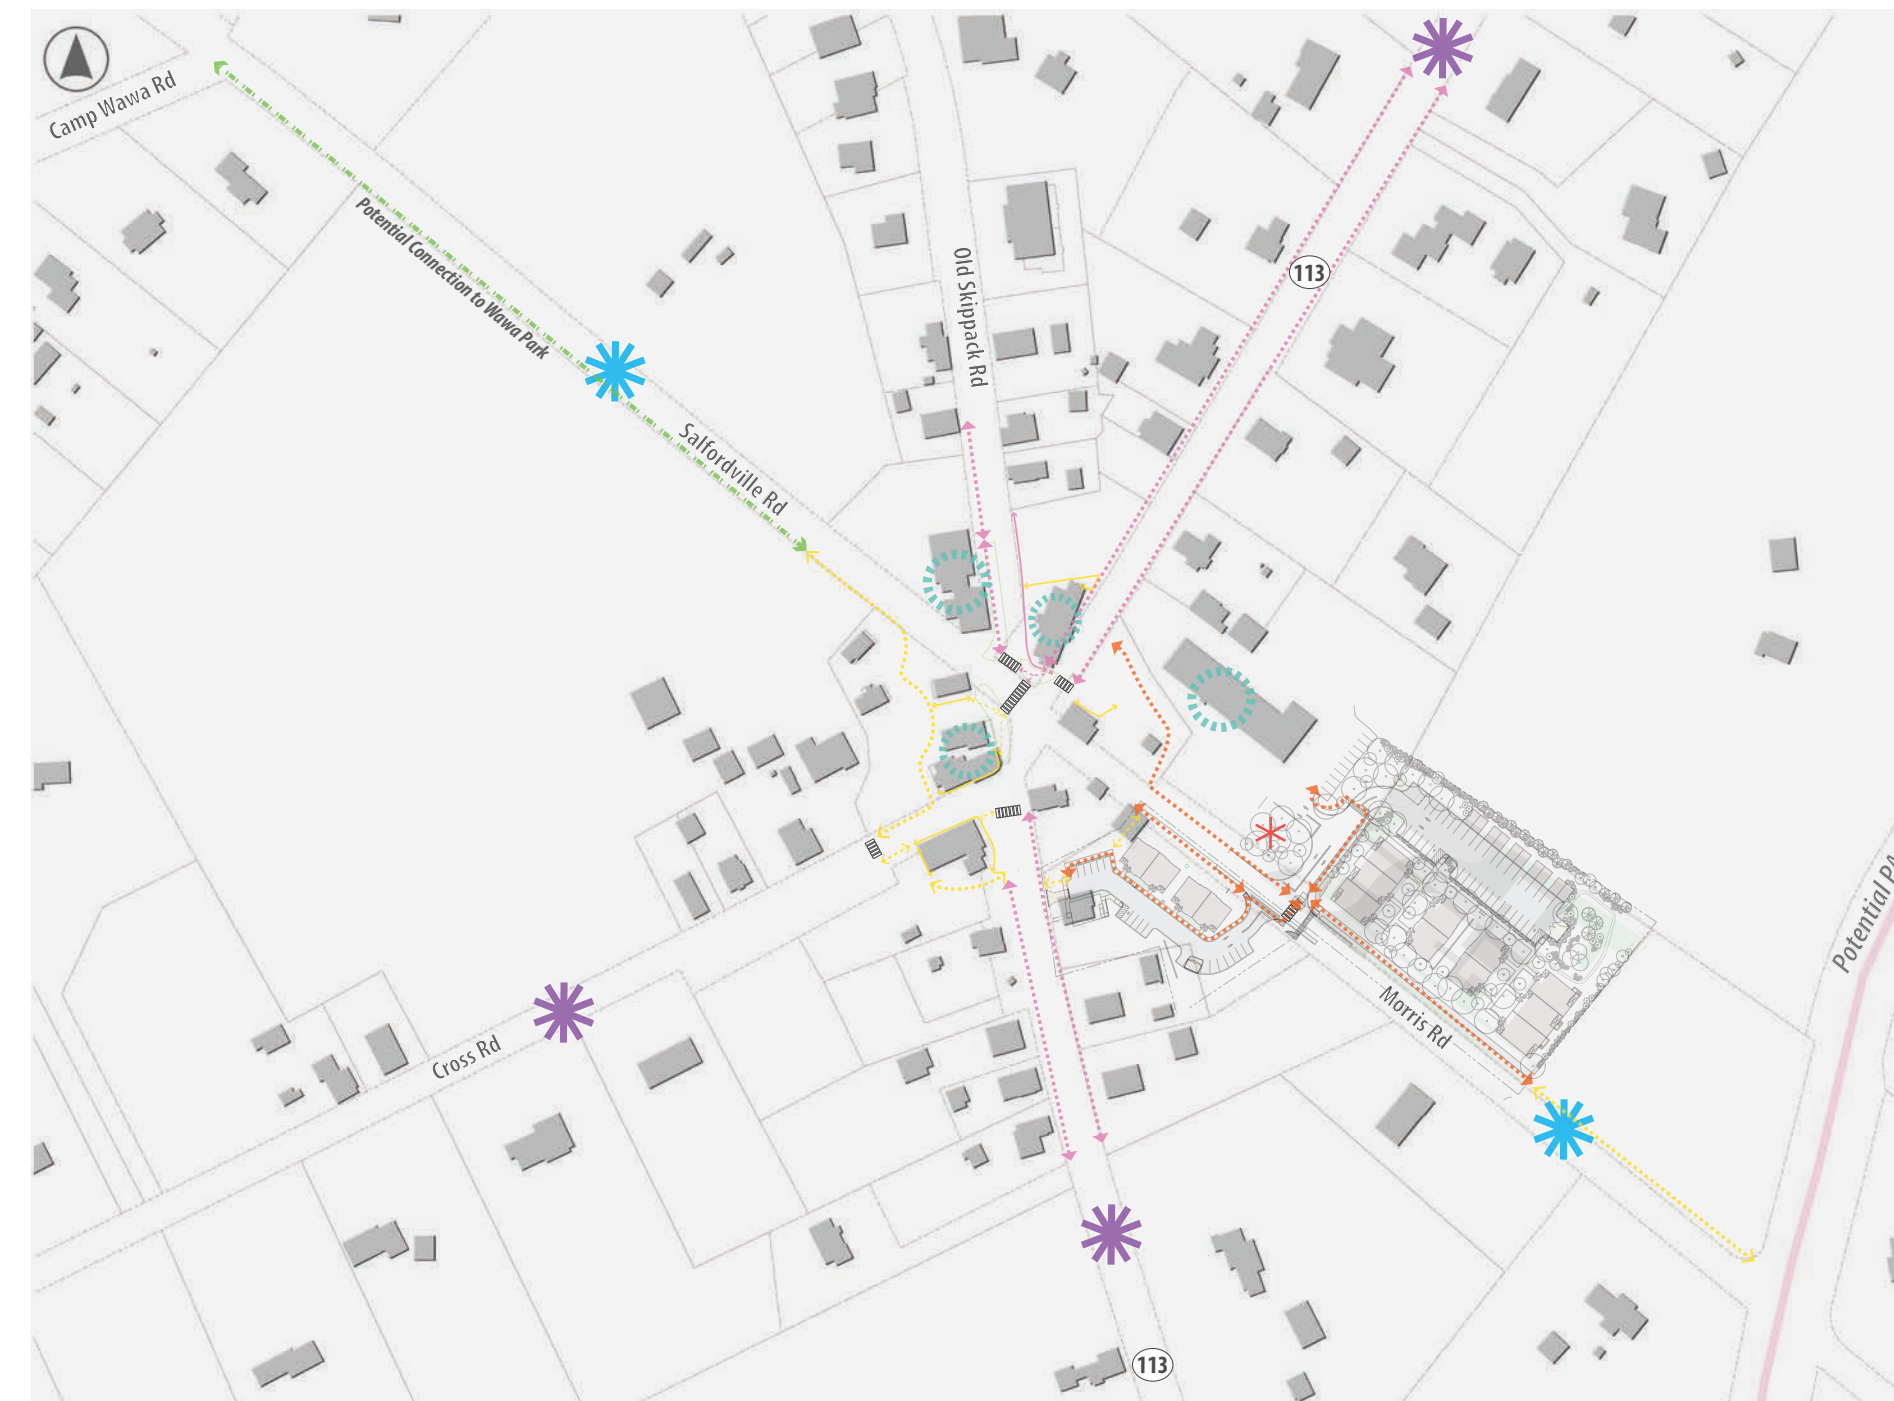 Camp Wawa Rd
Potential Connection to Wawa Park
Old Skippack Rd
113
Salfordville Rd
Potential
Morris Rd
Cross Rd
113